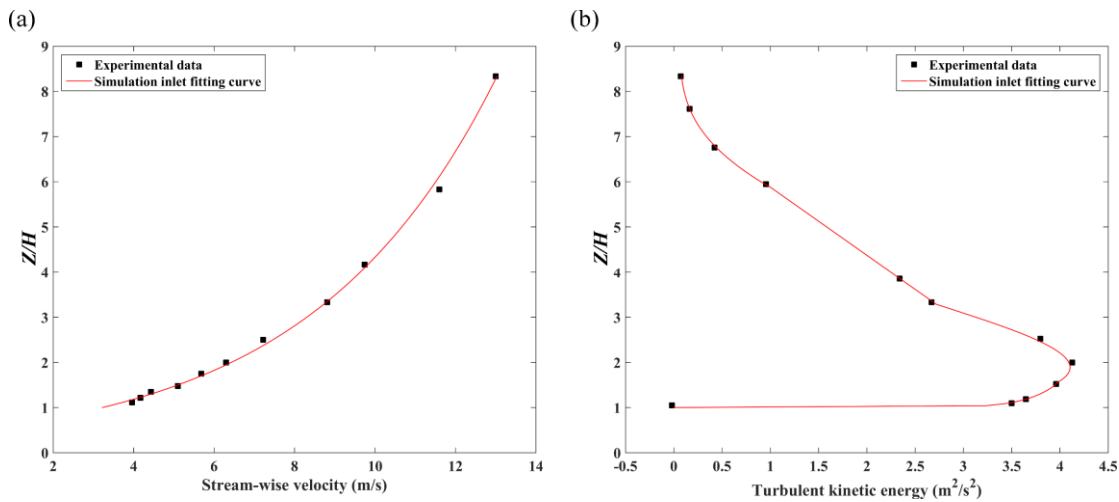 (a)
9
8
7
6
5
4
3
2
1
0
Z/H
Experimental data
Simulation inlet fitting curve
2 4 6 8 10 12 14
Stream-wise velocity (m/s)
(b)
9
8
7
6
5
4
3
2
1
0
Z/H
Experimental data
Simulation inlet fitting curve
-0.5 0 0.5 1 1.5 2 2.5 3 3.5 4 4.5
Turbulent kinetic energy (m²/s²)